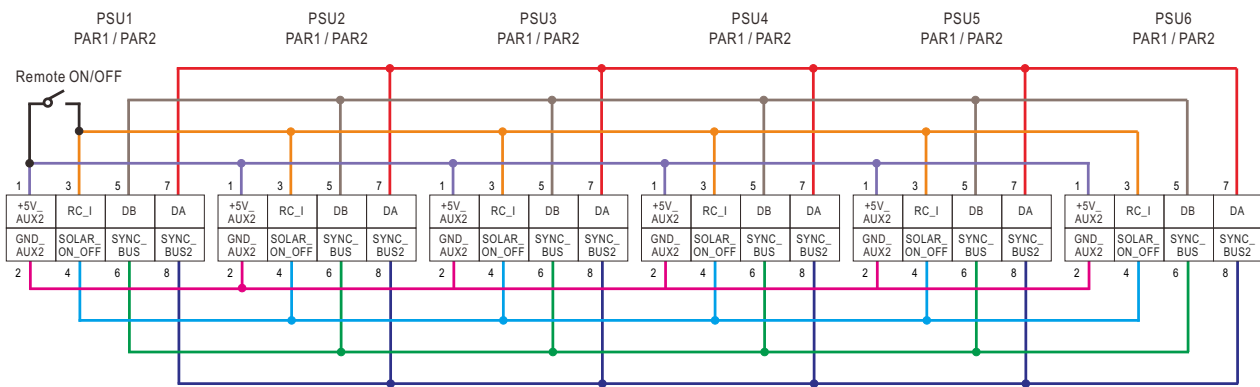 PSU1 PSU2 PSU3 PSU4 PSU5 PSU6
PAR1 / PAR2 PAR1 / PAR2 PAR1 / PAR2 PAR1 / PAR2 PAR1 / PAR2 PAR1 / PAR2
Remote ON/OFF
1 3 5 7 1 3 5 7 1 3 5 7 1 3 5 7 1 3 5 7 1 3 5 7
+5V_ +5V_ +5V_ +5V_ +5V_ +5V_
AUX2 RC_I DB DA AUX2 RC_I DB DA AUX2 RC_I DB DA AUX2 RC_I DB DA AUX2 RC_I DB DA AUX2 RC_I DB DA
GND_ SOLAR_ SYNC_ SYNC_ GND_ SOLAR_ SYNC_ SYNC_ GND_ SOLAR_ SYNC_ SYNC_ GND_ SOLAR_ SYNC_ SYNC_ GND_ SOLAR_ SYNC_ SYNC_ GND_ SOLAR_ SYNC_ SYNC_
AUX2 ON_OFF BUS BUS2 AUX2 ON_OFF BUS BUS2 AUX2 ON_OFF BUS BUS2 AUX2 ON_OFF BUS BUS2 AUX2 ON_OFF BUS BUS2 AUX2 ON_OFF BUS BUS2
2 4 6 8 2 4 6 8 2 4 6 8 2 4 6 8 2 4 6 8 2 4 6 8